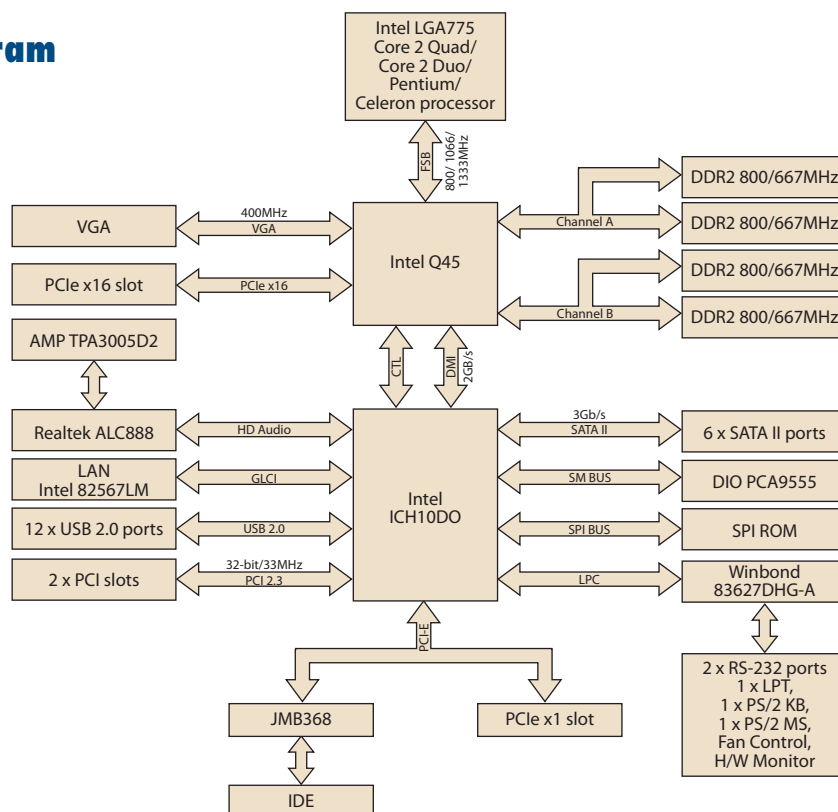 ram
Intel LGA775
Core 2 Quad/
Core 2 Duo/
Pentium/
Celeron processor
FSB
800/ 1066/
1333MHz
DDR2 800/667MHz
VGA
400MHz
VGA
Intel Q45
Channel A
DDR2 800/667MHz
PCIe x16 slot
PCIe x16
DDR2 800/667MHz
Channel B
DDR2 800/667MHz
AMP TPA3005D2
CTL
DMI
2GB/s
Realtek ALC888
HD Audio
Intel
ICH10DO
3Gb/s
SATA II
6 x SATA II ports
LAN
Intel 82567LM
GLCI
SM BUS
DIO PCA9555
12 x USB 2.0 ports
USB 2.0
SPI BUS
SPI ROM
2 x PCI slots
32-bit/33MHz
PCI 2.3
LPC
Winbond
83627DHG-A
PCI-E
JMB368
PCIe x1 slot
2 x RS-232 ports
1 x LPT,
1 x PS/2 KB,
1 x PS/2 MS,
Fan Control,
H/W Monitor
IDE